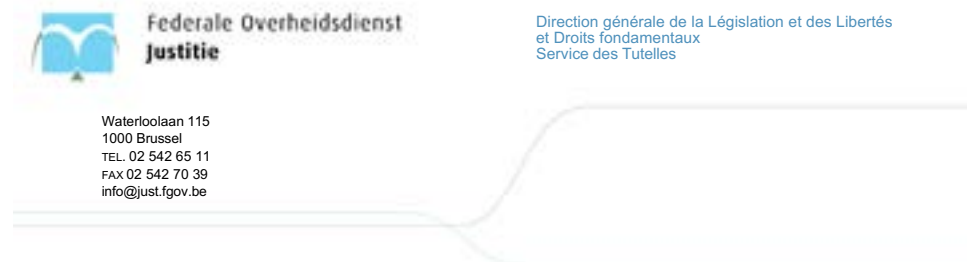 Federale Overheidsdienst
Justitie
Direction générale de la Législation et des Libertés
et Droits fondamentaux
Service des Tutelles
Waterloolaan 115
1000 Brussel
TEL. 02 542 65 11
FAX 02 542 70 39
info@just.fgov.be